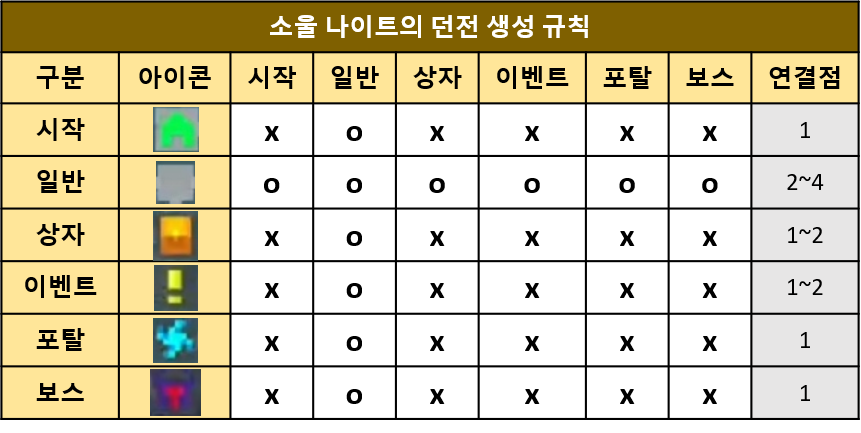 소울 나이트의 던전 생성 규칙
구분 아이콘 시작 일반 상자 이벤트 포탈 보스 연결점
시작 x o x x x x 1
일반 o o o o o o 2~4
상자 x o x x x x 1~2
이벤트 x o x x x x 1~2
포탈 x o x x x x 1
보스 x o x x x x 1